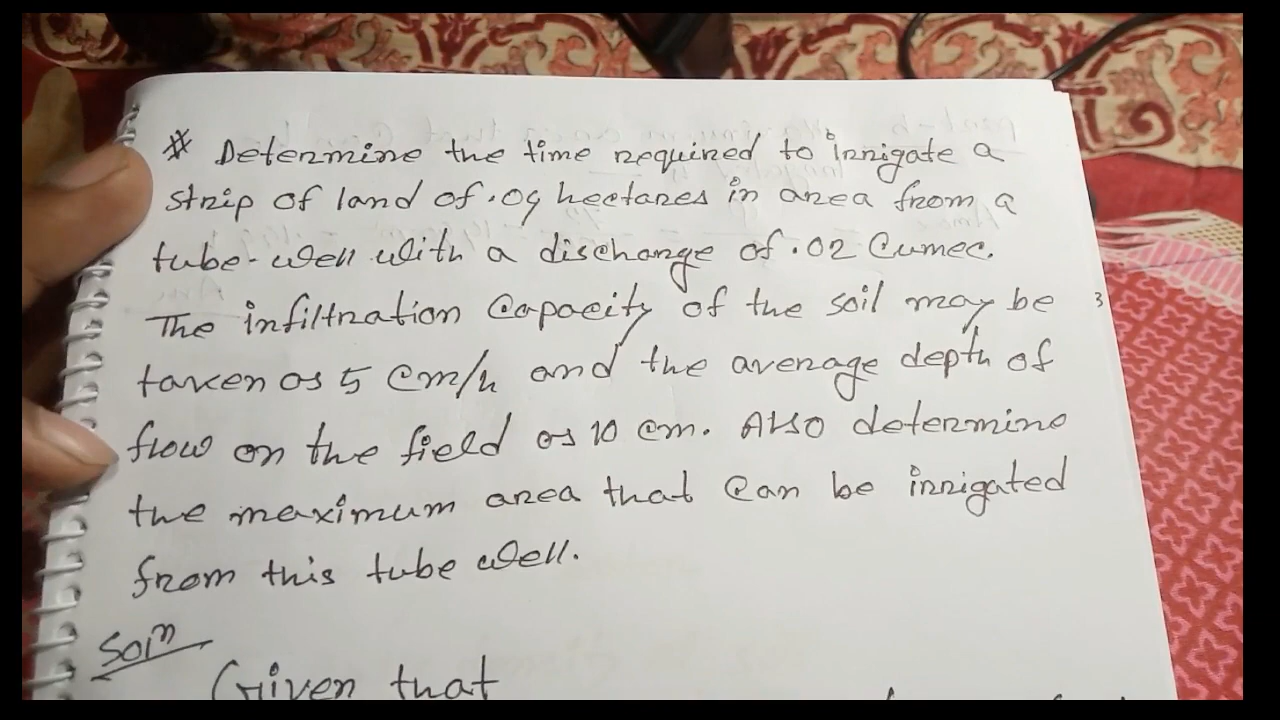 * Determine the time required to irrigate a
strip of land of .04 hectares in area from a
tube-well with a discharge of .02 Cumec.
The infiltration Capacity of the soil may be
taken as 5 cm/h and the average depth of
flow on the field as 10 cm. Also determine
the maximum area that can be irrigated
from this tube well.
Soln
Given that